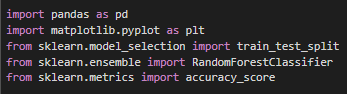 import pandas as pd
import matplotlib.pyplot as plt
from sklearn.model_selection import train_test_split
from sklearn.ensemble import RandomForestClassifier
from sklearn.metrics import accuracy_score